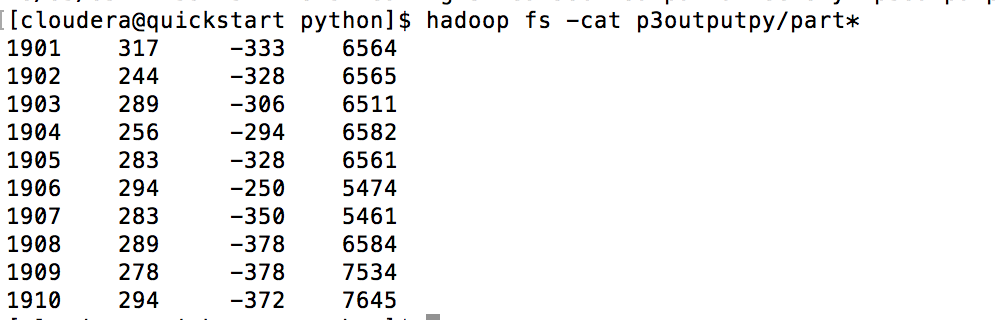 [[cloudera@quickstart python]$ hadoop fs -cat p3outputpy/part*
1901 317 -333 6564
1902 244 -328 6565
1903 289 -306 6511
1904 256 -294 6582
1905 283 -328 6561
1906 294 -250 5474
1907 283 -350 5461
1908 289 -378 6584
1909 278 -378 7534
1910 294 -372 7645